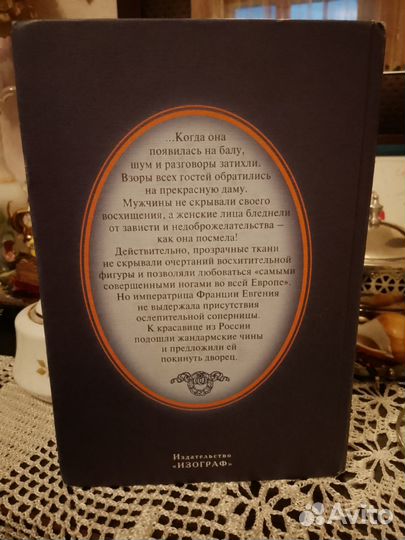 ...Когда она
появилась на балу,
шум и разговоры затихли.
Взоры всех гостей обратились
на прекрасную даму.
Мужчины не скрывали своего
восхищения, а женские лица бледнели
от зависти и недоброжелательства –
как она посмела!
Действительно, прозрачные ткани
не скрывали очертаний восхитительной
фигуры и позволяли любоваться «самыми
совершенными ногами во всей Европе».
Но императрица Франции Евгения
не выдержала присутствия
ослепительной соперницы.
К красавице из России
подошли жандармские чины
и предложили ей
покинуть дворец.
Издательство
«ИЗОГРАФ»
Avito